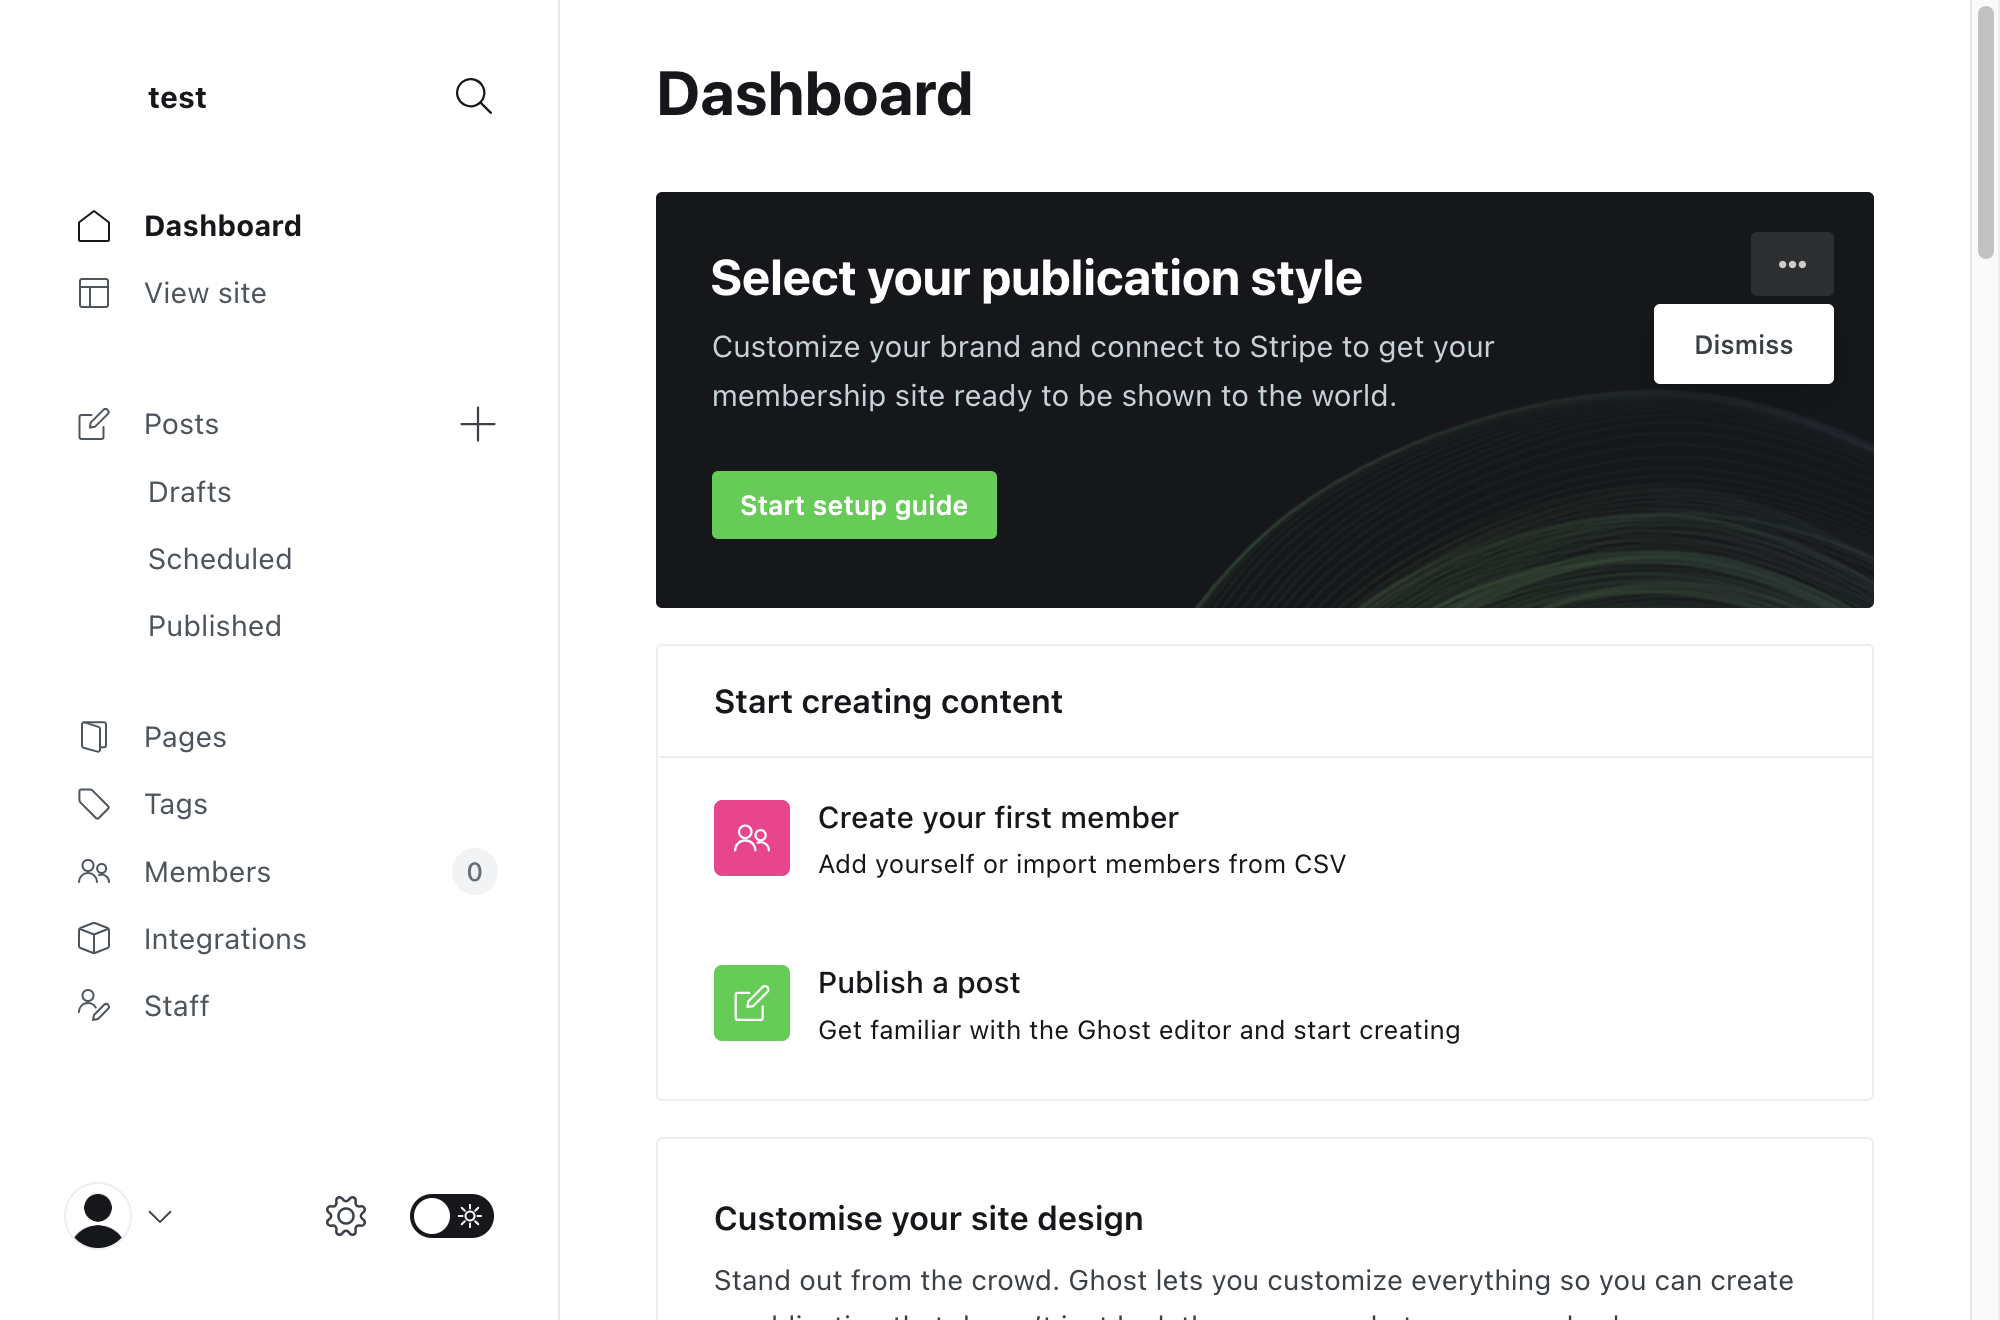 test
Dashboard
View site
Posts
Drafts
Scheduled
Published
Pages
Tags
Members
0
Integrations
Staff
Dashboard
Select your publication style
Customize your brand and connect to Stripe to get your
membership site ready to be shown to the world.
Dismiss
Start setup guide
Start creating content
Create your first member
Add yourself or import members from CSV
Publish a post
Get familiar with the Ghost editor and start creating
Customise your site design
Stand out from the crowd. Ghost lets you customize everything so you can create